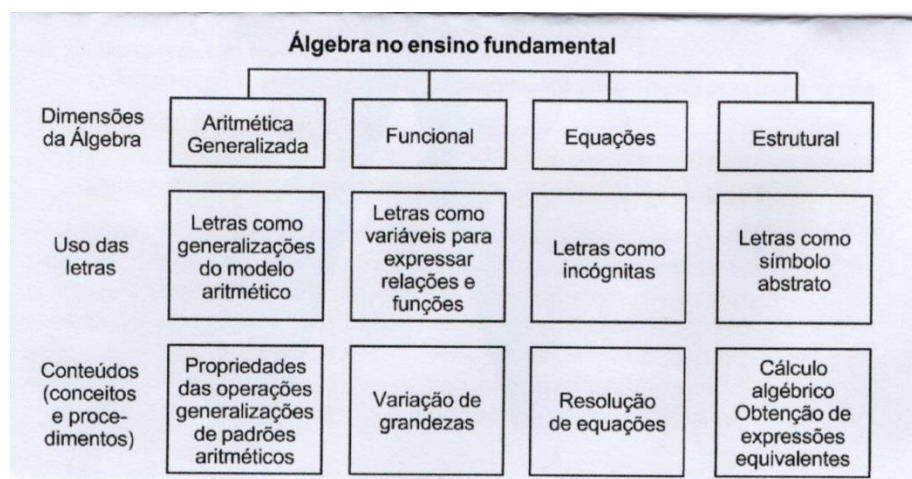 Álgebra no ensino fundamental
Dimensões
da Álgebra
Aritmética
Generalizada
Funcional
Equações
Estrutural
Uso das
letras
Letras como
generalizações
do modelo
aritmético
Letras como
variáveis para
expressar
relações e
funções
Letras como
incógnitas
Letras como
símbolo
abstrato
Conteúdos
(conceitos
e proce-
dimentos)
Propriedades
das operações
generalizações
de padrões
aritméticos
Variação de
grandezas
Resolução
de equações
Cálculo
algébrico
Obtenção de
expressões
equivalentes